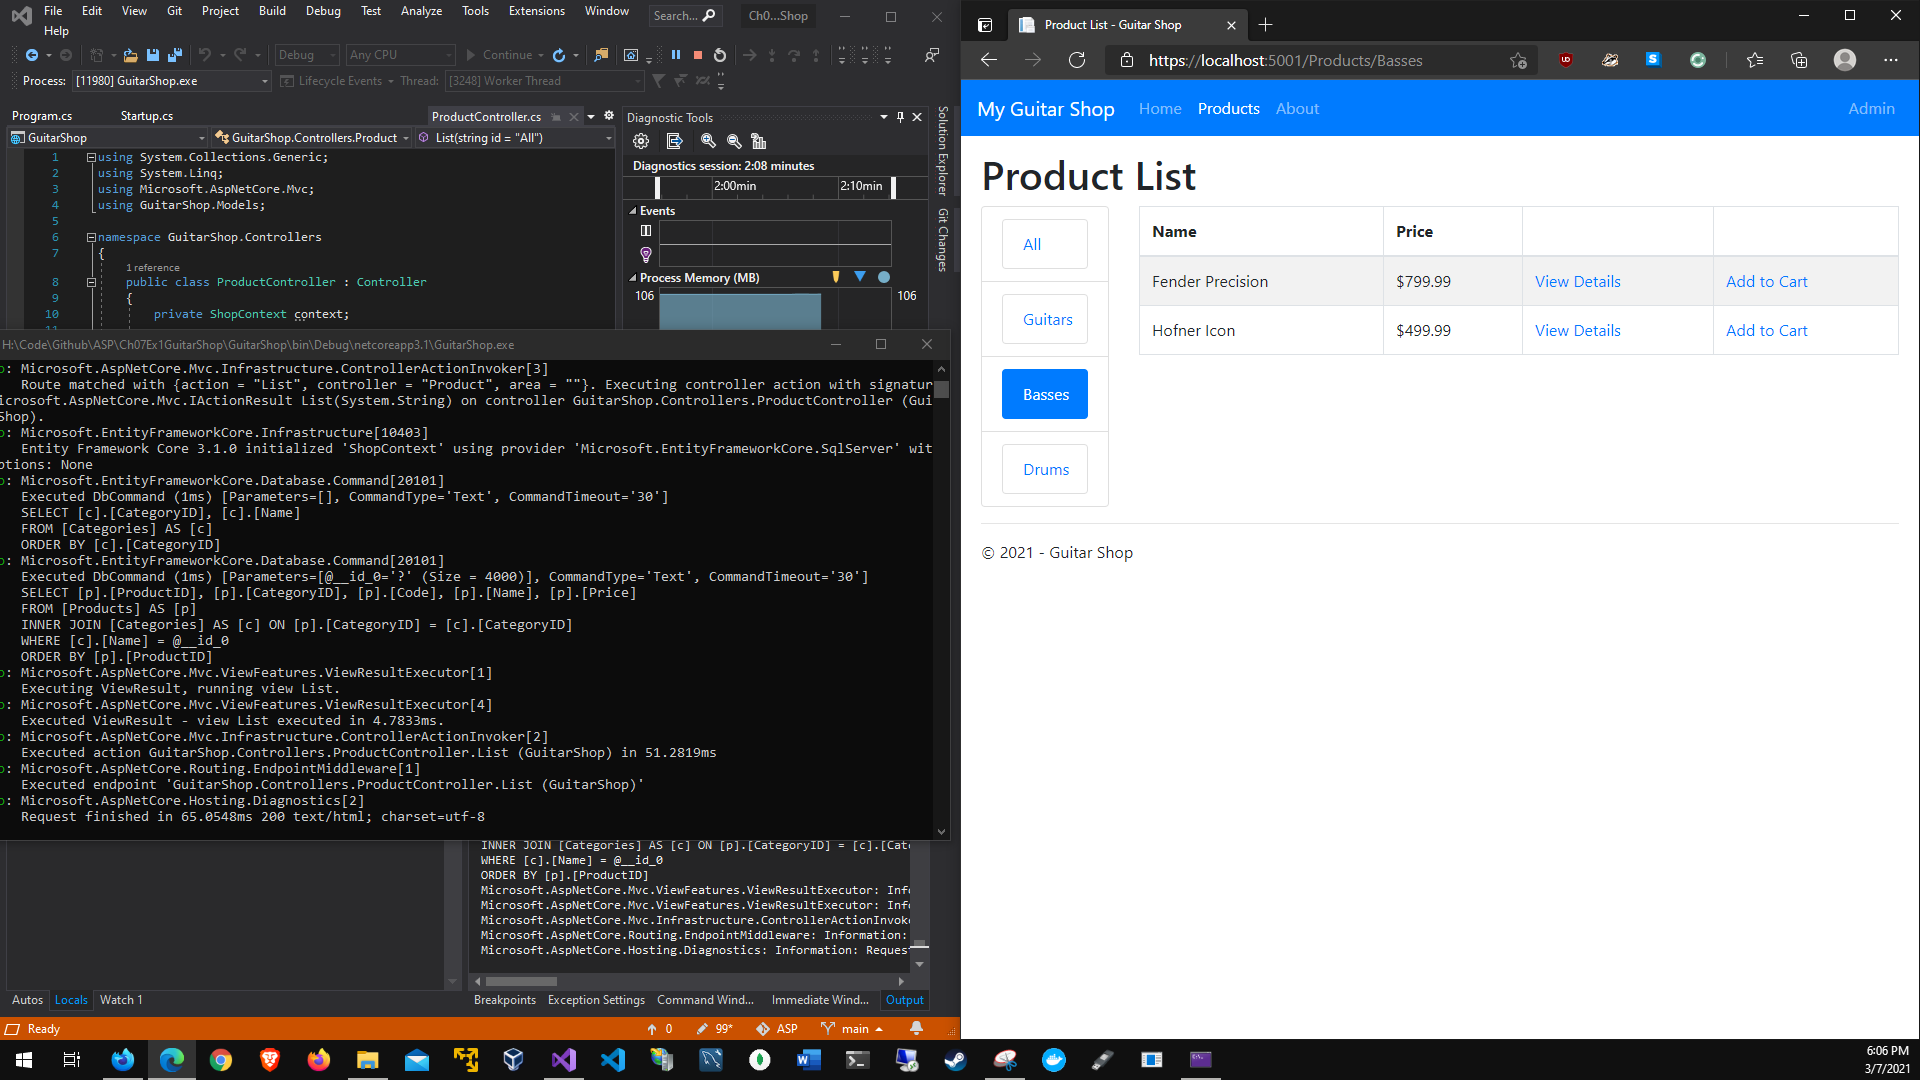 File Edit View Git Project Build Debug Test Analyze Tools Extensions Window Search... Ch0...Shop
Help
Debug Any CPU Continue
Process: [11980] GuitarShop.exe Lifecycle Events Thread: [3248] Worker Thread
Program.cs Startup.cs ProductController.cs
GuitarShop GuitarShop.Controllers.Product List(string id = "All")
1 using System.Collections.Generic;
2 using System.Linq;
3 using Microsoft.AspNetCore.Mvc;
4 using GuitarShop.Models;
5
6 namespace GuitarShop.Controllers
7 {
1 reference
8 public class ProductController : Controller
9 {
10 private ShopContext context;
11
Diagnostic Tools
Diagnostics session: 2:08 minutes
2:00min 2:10min
Events
Process Memory (MB)
106 106
Solution Explorer
Git Changes
H:\Code\Github\ASP\Ch07Ex1GuitarShop\GuitarShop\bin\Debug\netcoreapp3.1\GuitarShop.exe
o: Microsoft.AspNetCore.Mvc.Infrastructure.ControllerActionInvoker[3]
Route matched with {action = "List", controller = "Product", area = ""}. Executing controller action with signatur
icrosoft.AspNetCore.Mvc.IActionResult List(System.String) on controller GuitarShop.Controllers.ProductController (Gui
Shop).
o: Microsoft.EntityFrameworkCore.Infrastructure[10403]
Entity Framework Core 3.1.0 initialized 'ShopContext' using provider 'Microsoft.EntityFrameworkCore.SqlServer' wit
ptions: None
o: Microsoft.EntityFrameworkCore.Database.Command[20101]
Executed DbCommand (1ms) [Parameters=[], CommandType='Text', CommandTimeout='30']
SELECT [c].[CategoryID], [c].[Name]
FROM [Categories] AS [c]
ORDER BY [c].[CategoryID]
o: Microsoft.EntityFrameworkCore.Database.Command[20101]
Executed DbCommand (1ms) [Parameters=[@__id_0='?' (Size = 4000)], CommandType='Text', CommandTimeout='30']
SELECT [p].[ProductID], [p].[CategoryID], [p].[Code], [p].[Name], [p].[Price]
FROM [Products] AS [p]
INNER JOIN [Categories] AS [c] ON [p].[CategoryID] = [c].[CategoryID]
WHERE [c].[Name] = @__id_0
ORDER BY [p].[ProductID]
o: Microsoft.AspNetCore.Mvc.ViewFeatures.ViewResultExecutor[1]
Executing ViewResult, running view List.
o: Microsoft.AspNetCore.Mvc.ViewFeatures.ViewResultExecutor[4]
Executed ViewResult - view List executed in 4.7833ms.
o: Microsoft.AspNetCore.Mvc.Infrastructure.ControllerActionInvoker[2]
Executed action GuitarShop.Controllers.ProductController.List (GuitarShop) in 51.2819ms
o: Microsoft.AspNetCore.Routing.EndpointMiddleware[1]
Executed endpoint 'GuitarShop.Controllers.ProductController.List (GuitarShop)'
o: Microsoft.AspNetCore.Hosting.Diagnostics[2]
Request finished in 65.0548ms 200 text/html; charset=utf-8
INNER JOIN [Categories] AS [c] ON [p].[CategoryID] = [c].[Cat
WHERE [c].[Name] = @__id_0
ORDER BY [p].[ProductID]
Microsoft.AspNetCore.Mvc.ViewFeatures.ViewResultExecutor: Inf
Microsoft.AspNetCore.Mvc.ViewFeatures.ViewResultExecutor: Inf
Microsoft.AspNetCore.Mvc.Infrastructure.ControllerActionInvok
Microsoft.AspNetCore.Routing.EndpointMiddleware: Information:
Microsoft.AspNetCore.Hosting.Diagnostics: Information: Reques
Autos Locals Watch 1
Breakpoints Exception Settings Command Wind... Immediate Wind... Output
Ready 0 99* ASP main
Product List - Guitar Shop
https://localhost:5001/Products/Basses
My Guitar Shop Home Products About Admin
Product List
All
Guitars
Basses
Drums
Name Price
Fender Precision $799.99 View Details Add to Cart
Hofner Icon $499.99 View Details Add to Cart
© 2021 - Guitar Shop
6:06 PM
3/7/2021